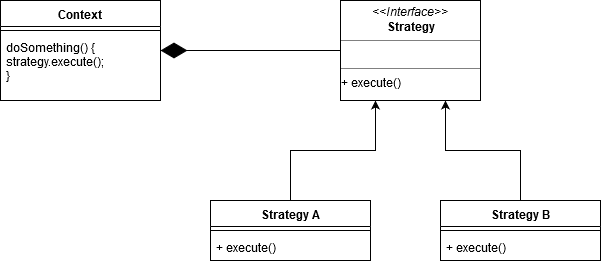 Context
doSomething() {
strategy.execute();
}
<<Interface>>
Strategy
+ execute()
Strategy A
+ execute()
Strategy B
+ execute()